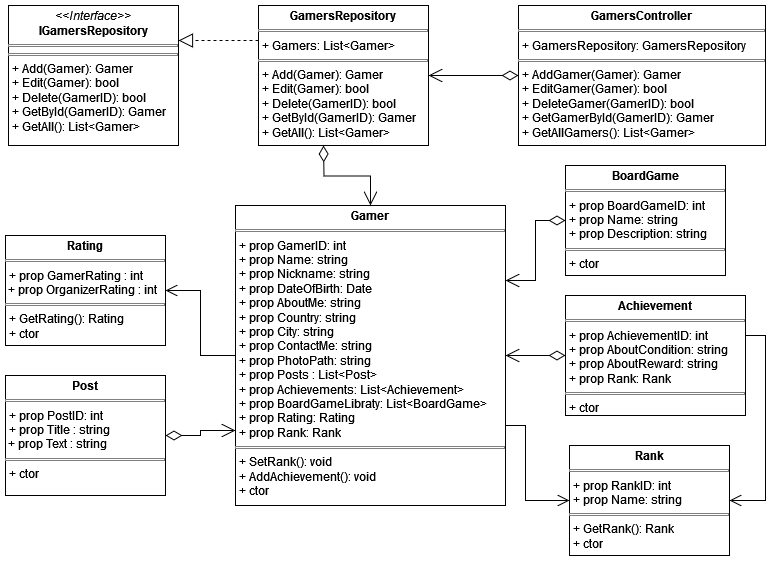 <<Interface>>
IGamersRepository
+ Add(Gamer): Gamer
+ Edit(Gamer): bool
+ Delete(GamerID): bool
+ GetById(GamerID): Gamer
+ GetAll(): List<Gamer>
GamersRepository
+ Gamers: List<Gamer>
+ Add(Gamer): Gamer
+ Edit(Gamer): bool
+ Delete(GamerID): bool
+ GetById(GamerID): Gamer
+ GetAll(): List<Gamer>
GamersController
+ GamersRepository: GamersRepository
+ AddGamer(Gamer): Gamer
+ EditGamer(Gamer): bool
+ DeleteGamer(GamerID): bool
+ GetGamerById(GamerID): Gamer
+ GetAllGamers(): List<Gamer>
Rating
+ prop GamerRating : int
+ prop OrganizerRating : int
+ GetRating(): Rating
+ ctor
Post
+ prop PostID: int
+ prop Title : string
+ prop Text : string
+ ctor
Gamer
+ prop GamerID: int
+ prop Name: string
+ prop Nickname: string
+ prop DateOfBirth: Date
+ prop AboutMe: string
+ prop Country: string
+ prop City: string
+ prop ContactMe: string
+ prop PhotoPath: string
+ prop Posts : List<Post>
+ prop Achievements: List<Achievement>
+ prop BoardGameLibraty: List<BoardGame>
+ prop Rating: Rating
+ prop Rank: Rank
+ SetRank(): void
+ AddAchievement(): void
+ ctor
BoardGame
+ prop BoardGameID: int
+ prop Name: string
+ prop Description: string
+ ctor
Achievement
+ prop AchievementID: int
+ prop AboutCondition: string
+ prop AboutReward: string
+ prop Rank: Rank
+ ctor
Rank
+ prop RankID: int
+ prop Name: string
+ GetRank(): Rank
+ ctor